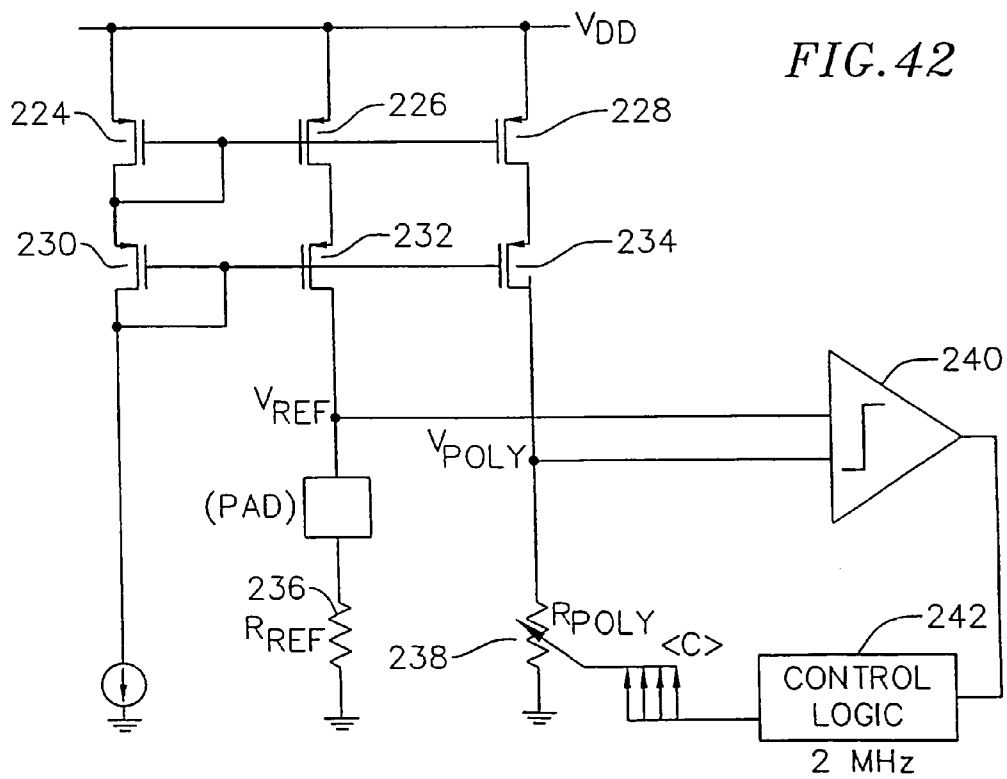 V_DD
FIG. 42
224
226
228
230
232
234
240
V_REF
V_POLY
(PAD)
236
R_REF
R_POLY
238
<C>
242
CONTROL
LOGIC
2 MHz